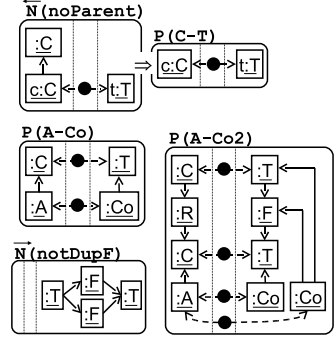 N(noParent)
:C
c:C t:T
⇒
P(C-T)
c:C t:T
P(A-Co)
:C :T
:A :Co
P(A-Co2)
:C :T
:R :F
:C :T
:A :Co :Co
N(notDupF)
:F
:T :T
:F